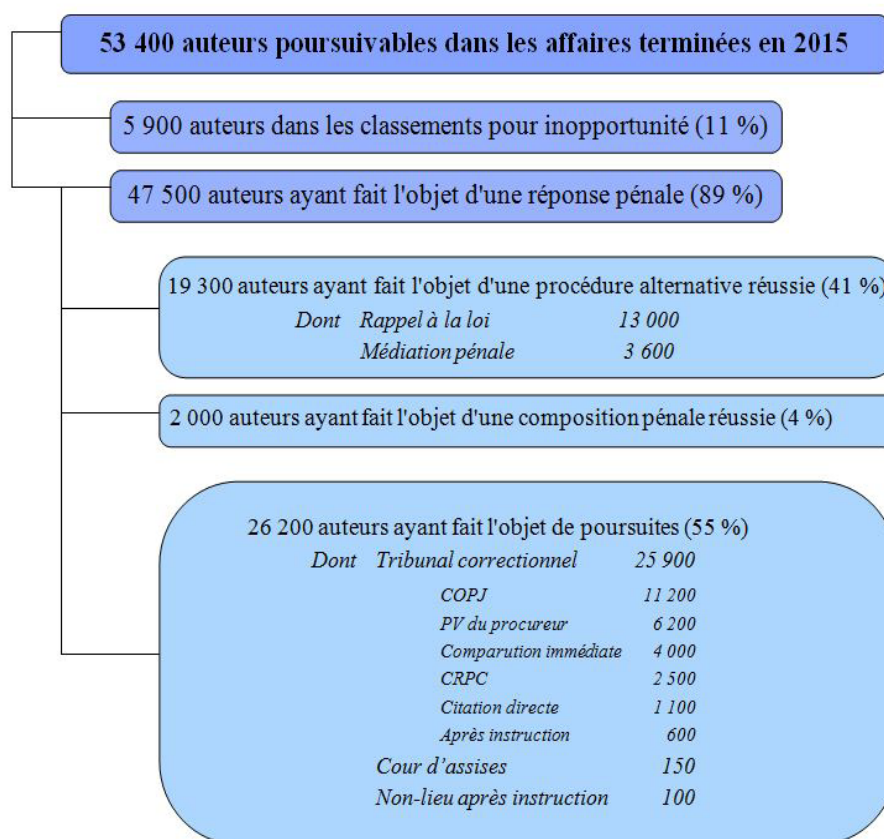 53 400 auteurs poursuivables dans les affaires terminées en 2015
5 900 auteurs dans les classements pour inopportunité (11 %)
47 500 auteurs ayant fait l'objet d'une réponse pénale (89 %)
19 300 auteurs ayant fait l'objet d'une procédure alternative réussie (41 %)
Dont Rappel à la loi 13 000
Médiation pénale 3 600
2 000 auteurs ayant fait l'objet d'une composition pénale réussie (4 %)
26 200 auteurs ayant fait l'objet de poursuites (55 %)
Dont Tribunal correctionnel 25 900
COPJ 11 200
PV du procureur 6 200
Comparution immédiate 4 000
CRPC 2 500
Citation directe 1 100
Après instruction 600
Cour d’assises 150
Non-lieu après instruction 100